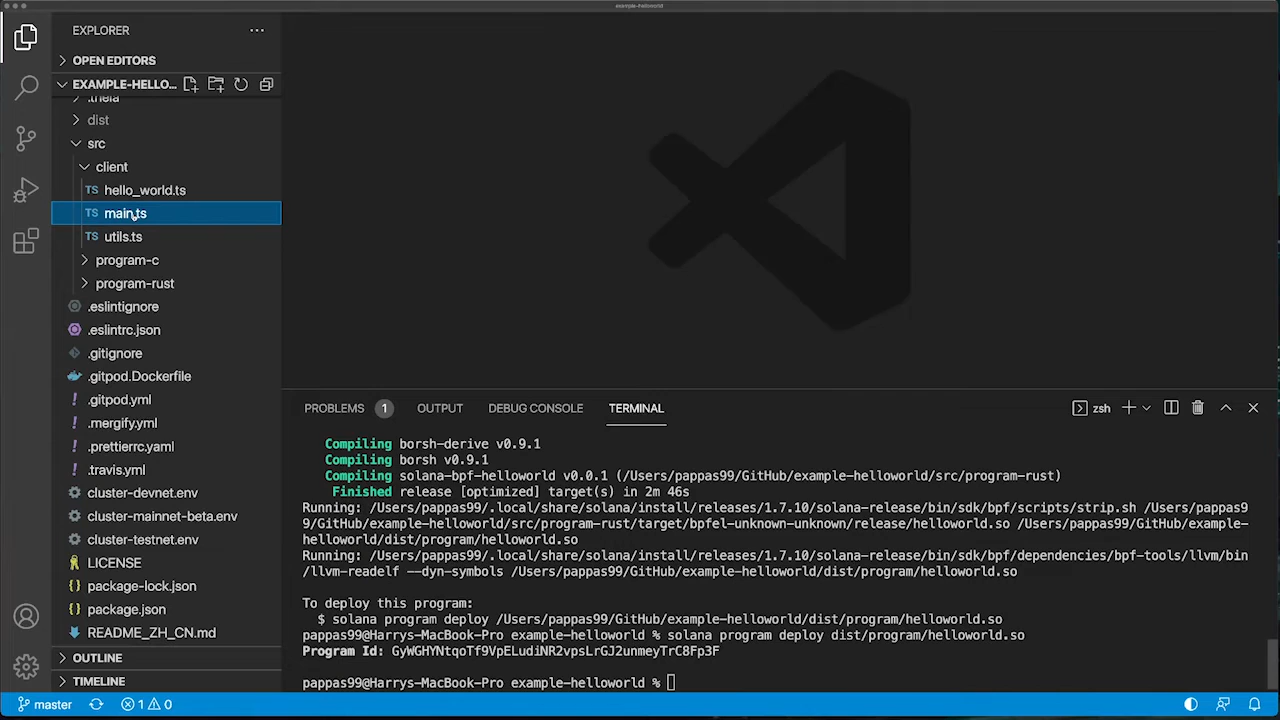 example-helloworld
EXPLORER
OPEN EDITORS
EXAMPLE-HELLO...
.theia
dist
src
client
TS hello_world.ts
TS main.ts
TS utils.ts
program-c
program-rust
.eslintignore
.eslintrc.json
.gitignore
.gitpod.Dockerfile
! .gitpod.yml
! .mergify.yml
! .prettierrc.yaml
! .travis.yml
cluster-devnet.env
cluster-mainnet-beta.env
cluster-testnet.env
LICENSE
package-lock.json
package.json
README_ZH_CN.md
OUTLINE
TIMELINE
PROBLEMS 1 OUTPUT DEBUG CONSOLE TERMINAL zsh
Compiling borsh-derive v0.9.1
Compiling borsh v0.9.1
Compiling solana-bpf-helloworld v0.0.1 (/Users/pappas99/GitHub/example-helloworld/src/program-rust)
Finished release [optimized] target(s) in 2m 46s
Running: /Users/pappas99/.local/share/solana/install/releases/1.7.10/solana-release/bin/sdk/bpf/scripts/strip.sh /Users/pappas9
9/GitHub/example-helloworld/src/program-rust/target/bpfel-unknown-unknown/release/helloworld.so /Users/pappas99/GitHub/example-
helloworld/dist/program/helloworld.so
Running: /Users/pappas99/.local/share/solana/install/releases/1.7.10/solana-release/bin/sdk/bpf/dependencies/bpf-tools/llvm/bin
/llvm-readelf --dyn-symbols /Users/pappas99/GitHub/example-helloworld/dist/program/helloworld.so
To deploy this program:
$ solana program deploy /Users/pappas99/GitHub/example-helloworld/dist/program/helloworld.so
pappas99@Harrys-MacBook-Pro example-helloworld % solana program deploy dist/program/helloworld.so
Program Id: GyWGHYNtqoTf9VpELudiNR2vpsLrGJ2unmeyTrC8Fp3F
pappas99@Harrys-MacBook-Pro example-helloworld %
master 1 0